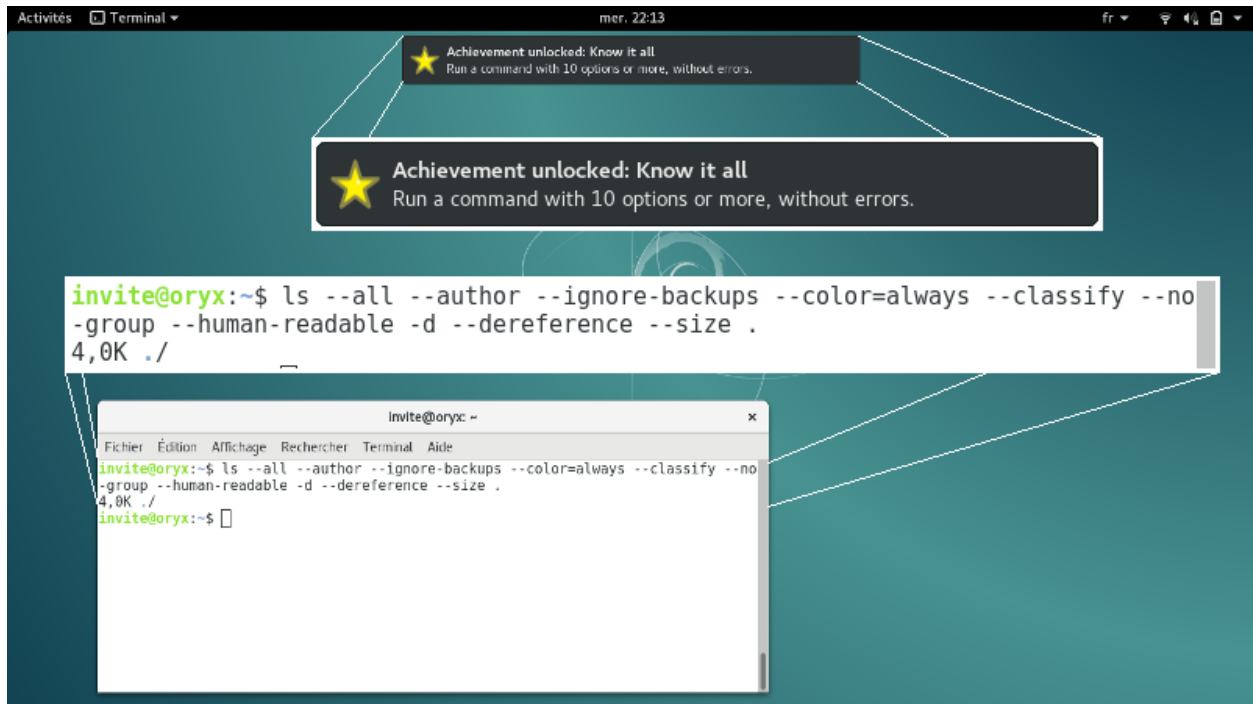 Activités Terminal mer. 22:13 fr
Achievement unlocked: Know it all
Run a command with 10 options or more, without errors.
Achievement unlocked: Know it all
Run a command with 10 options or more, without errors.
invite@oryx:~$ ls --all --author --ignore-backups --color=always --classify --no
-group --human-readable -d --dereference --size .
4,0K ./
invite@oryx: ~
Fichier Édition Affichage Rechercher Terminal Aide
invite@oryx:~$ ls --all --author --ignore-backups --color=always --classify --no
-group --human-readable -d --dereference --size .
4,0K ./
invite@oryx:~$